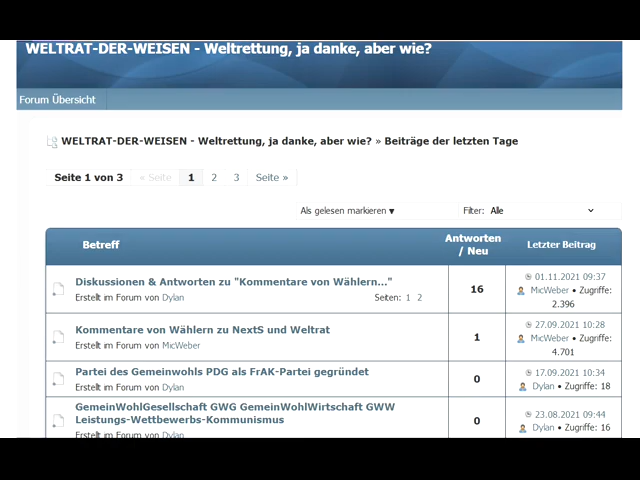 WELTRAT-DER-WEISEN - Weltrettung, ja danke, aber wie?
Forum Übersicht
WELTRAT-DER-WEISEN - Weltrettung, ja danke, aber wie? » Beiträge der letzten Tage
Seite 1 von 3 « Seite 1 2 3 Seite »
Als gelesen markieren ▾ Filter: Alle
Betreff Antworten / Neu Letzter Beitrag
Diskussionen & Antworten zu "Kommentare von Wählern..."
Erstellt im Forum von Dylan Seiten: 1 2
16
01.11.2021 09:37
MicWeber • Zugriffe:
2.396
Kommentare von Wählern zu NextS und Weltrat
Erstellt im Forum von MicWeber
1
27.09.2021 10:28
MicWeber • Zugriffe:
4.701
Partei des Gemeinwohls PDG als FrAK-Partei gegründet
Erstellt im Forum von Dylan
0
17.09.2021 10:34
Dylan • Zugriffe: 18
GemeinWohlGesellschaft GWG GemeinWohlWirtschaft GWW
Leistungs-Wettbewerbs-Kommunismus
Erstellt im Forum von Dylan
0
23.08.2021 09:44
Dylan • Zugriffe: 16